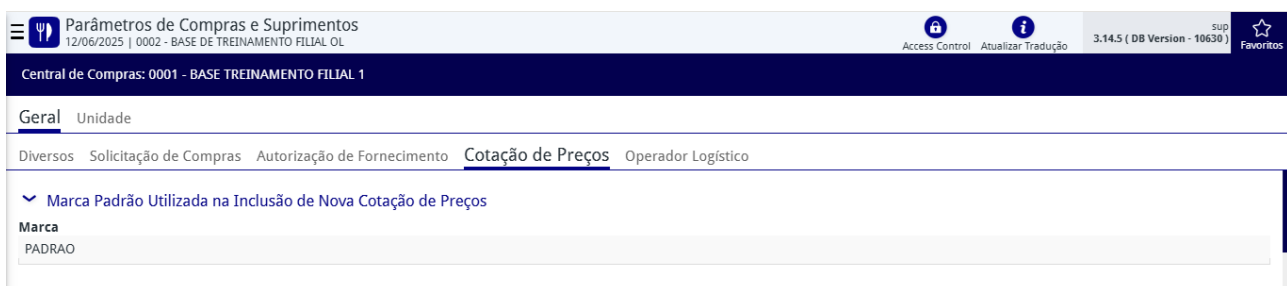 Parâmetros de Compras e Suprimentos
12/06/2025 | 0002 - BASE DE TREINAMENTO FILIAL OL
Access Control
Atualizar Tradução
sup
3.14.5 ( DB Version - 10630 )
Favoritos
Central de Compras: 0001 - BASE TREINAMENTO FILIAL 1
Geral Unidade
Diversos Solicitação de Compras Autorização de Fornecimento Cotação de Preços Operador Logístico
Marca Padrão Utilizada na Inclusão de Nova Cotação de Preços
Marca
PADRAO